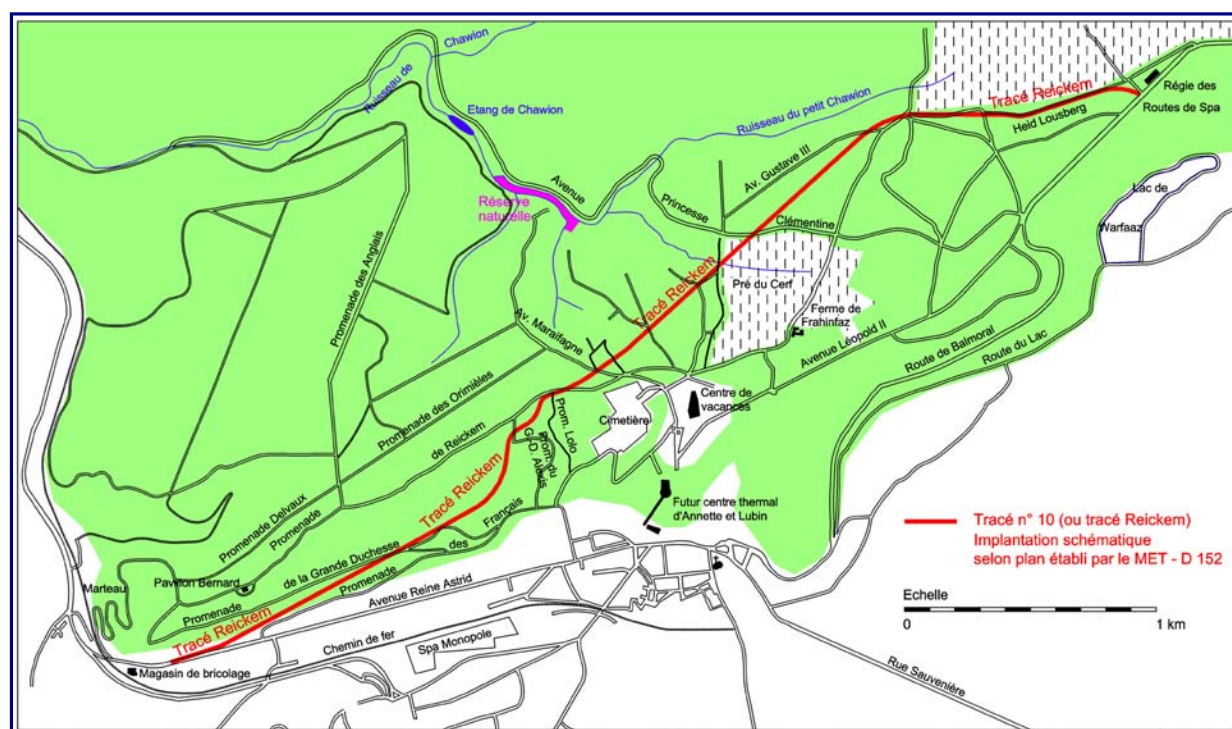 Chawion
Ruisseau de
Etang de Chawion
Ruisseau du petit Chawion
Tracé Reickem
Régie des
Routes de Spa
Heid Lousberg
Av. Gustave III
Avenue
Princesse
Clémentine
Réserve
naturelle
Lac de
Warfaaz
Promenade des Anglais
Tracé Reickem
Pré du Cerf
Ferme de
Frahinfaz
Av. Maraifagne
Avenue Léopold II
Route de Balmoral
Route du Lac
Promenade des Orimièles
Centre de
vacances
Cimetière
Prom. Lolo
Prom. du
G.-D. Alexis
Promenade
de Reickem
Tracé Reickem
Promenade Delvaux
Futur centre thermal
d'Annette et Lubin
Promenade
des
Français
Promenade
de la Grande Duchesse
Pavillon Bernard
Marteau
Avenue Reine Astrid
Tracé Reickem
Chemin de fer
Spa Monopole
Magasin de bricolage
Rue Sauvenière
Tracé n° 10 (ou tracé Reickem)
Implantation schématique
selon plan établi par le MET - D 152
Echelle
0 1 km